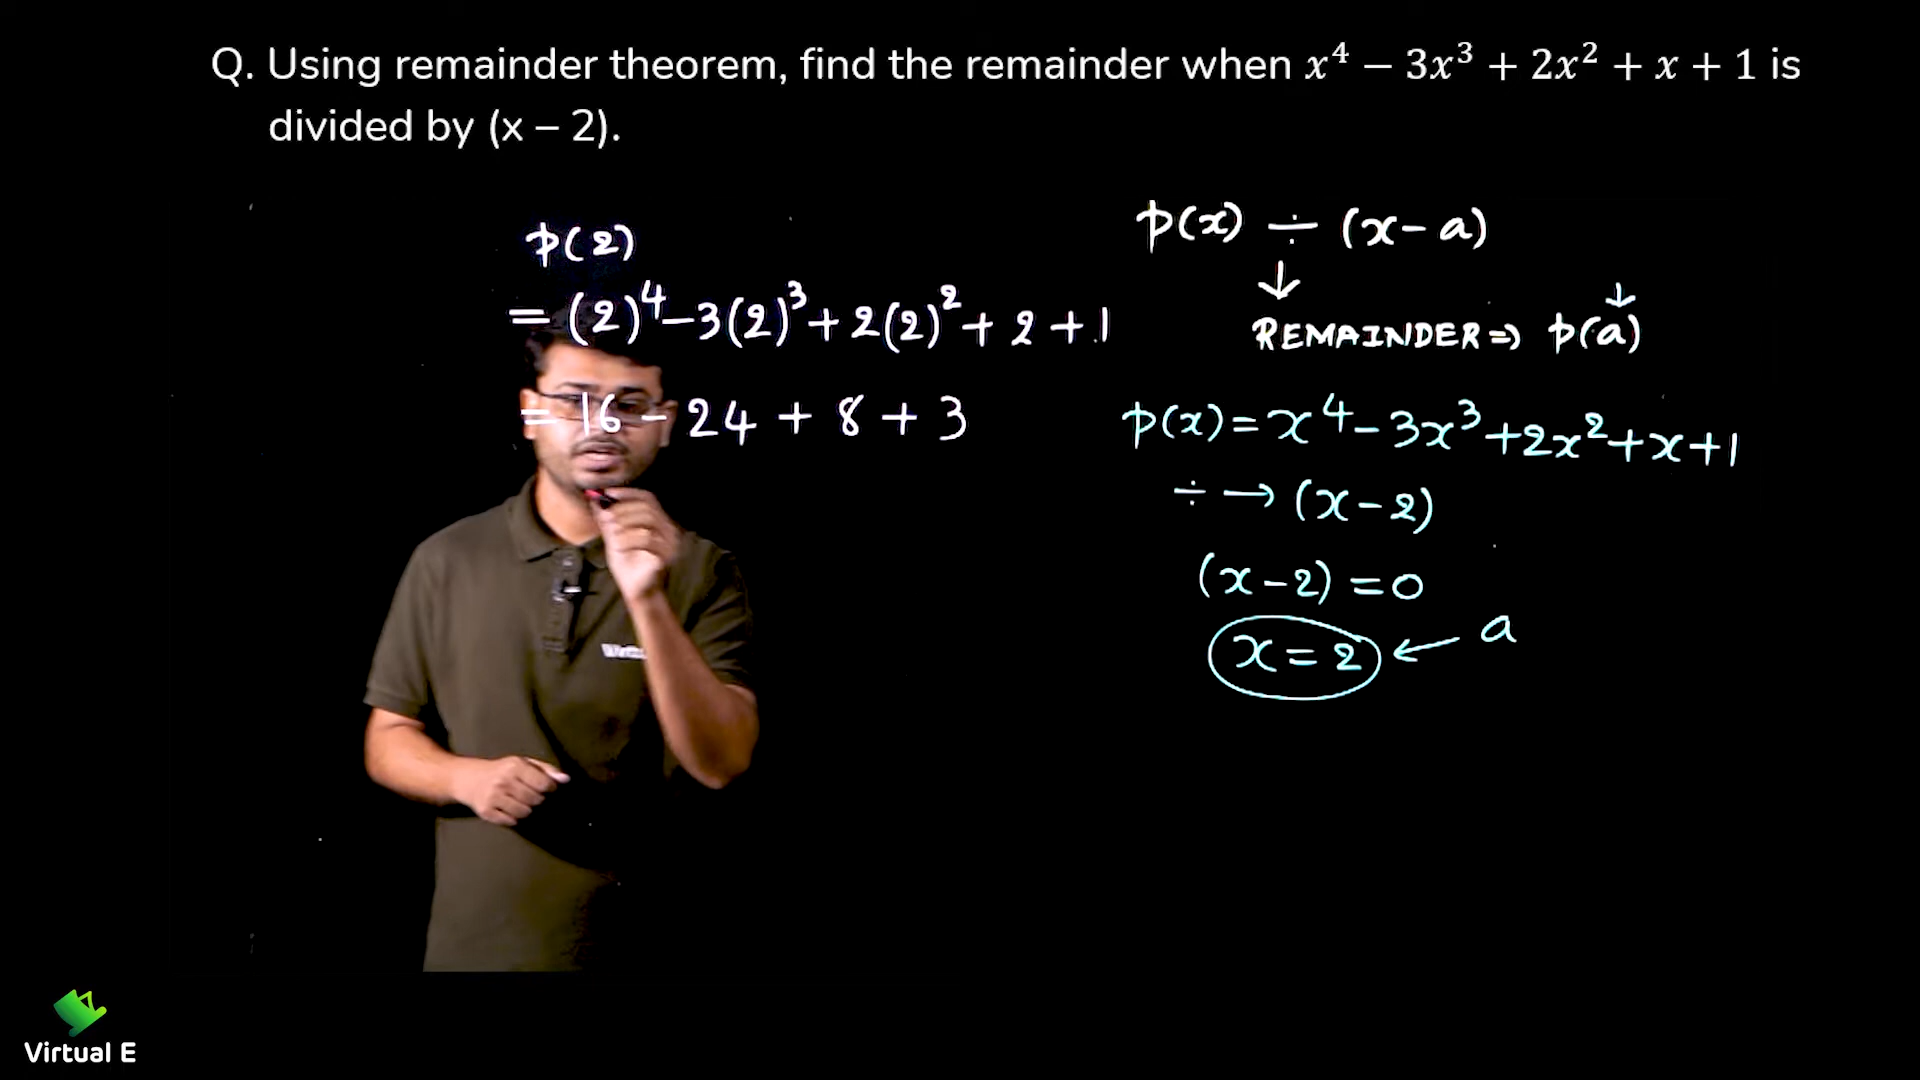 Q. Using remainder theorem, find the remainder when x⁴ − 3x³ + 2x² + x + 1 is
divided by (x − 2).
p(2)
= (2)⁴ − 3(2)³ + 2(2)² + 2 + 1
= 16 − 24 + 8 + 3
p(x) ÷ (x − a)
↓ ↓
REMAINDER ⇒ p(a)
p(x) = x⁴ − 3x³ + 2x² + x + 1
÷ → (x − 2)
(x − 2) = 0
x = 2 ← a
Virtual E